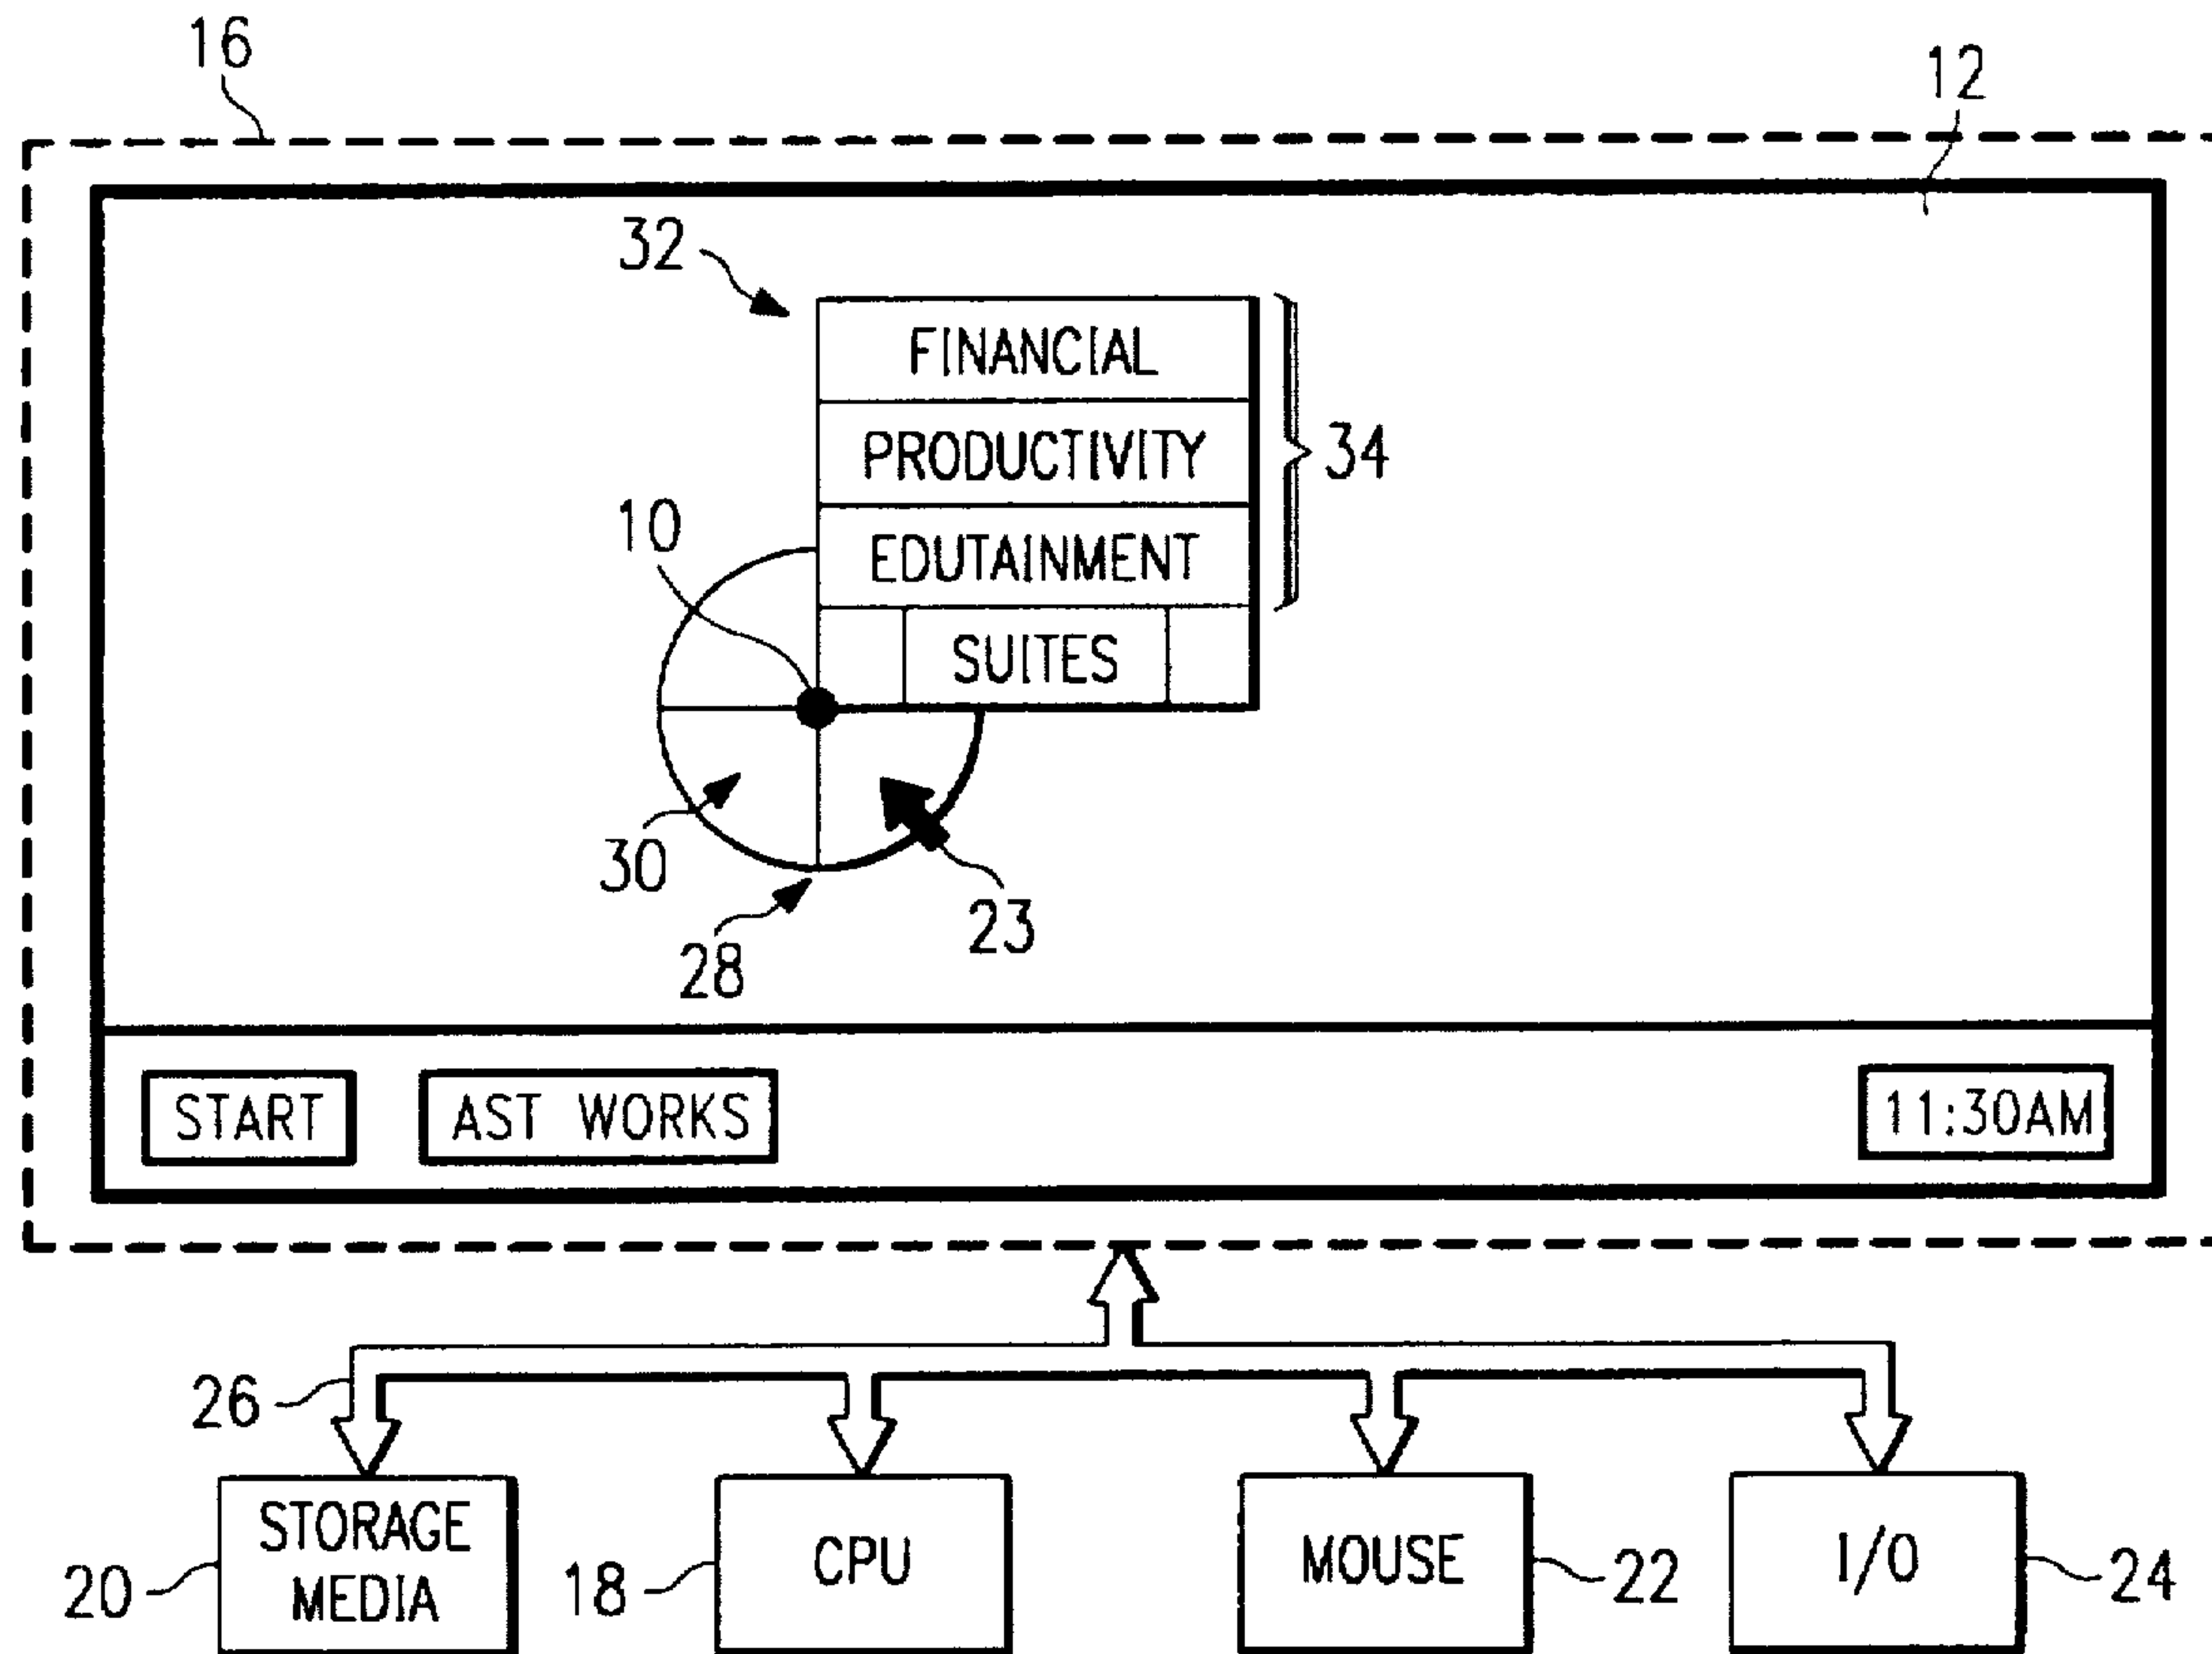 16
12
32
FINANCIAL
PRODUCTIVITY
34
10
EDUTAINMENT
SUITES
30
23
28
START
AST WORKS
11:30AM
26
STORAGE
MEDIA
20
CPU
18
MOUSE
22
I/O
24